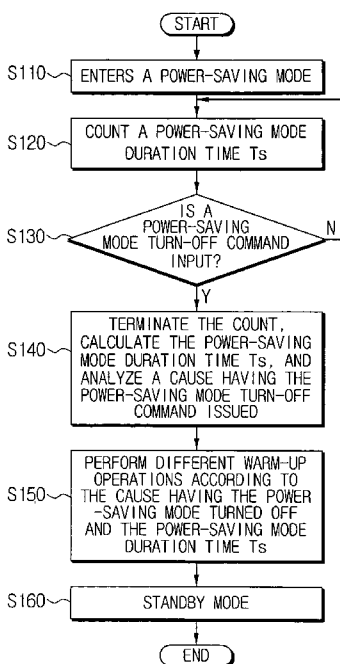 START
S110
ENTERS A POWER-SAVING MODE
S120
COUNT A POWER-SAVING MODE
DURATION TIME Ts
S130
IS A
POWER-SAVING
MODE TURN-OFF COMMAND
INPUT?
N
Y
S140
TERMINATE THE COUNT,
CALCULATE THE POWER-SAVING
MODE DURATION TIME Ts, AND
ANALYZE A CAUSE HAVING THE
POWER-SAVING MODE TURN-OFF
COMMAND ISSUED
S150
PERFORM DIFFERENT WARM-UP
OPERATIONS ACCORDING TO
THE CAUSE HAVING THE POWER
-SAVING MODE TURNED OFF
AND THE POWER-SAVING MODE
DURATION TIME Ts
S160
STANDBY MODE
END